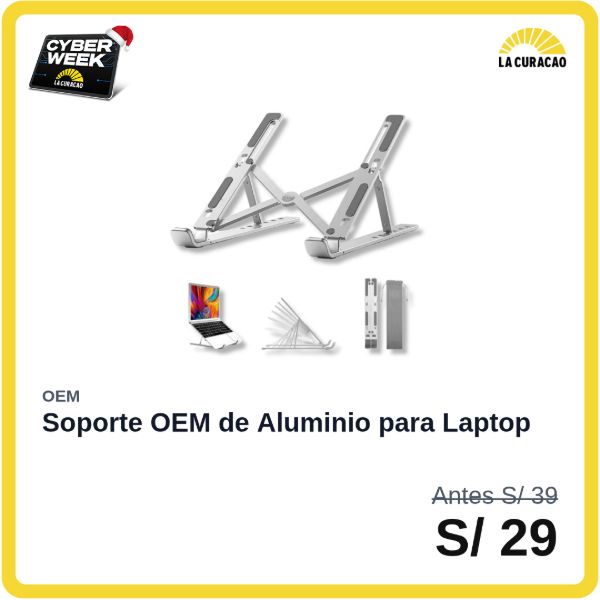 CYBER
WEEK
LA CURACAO
LA CURACAO
OEM
Soporte OEM de Aluminio para Laptop
Antes S/ 39
S/ 29